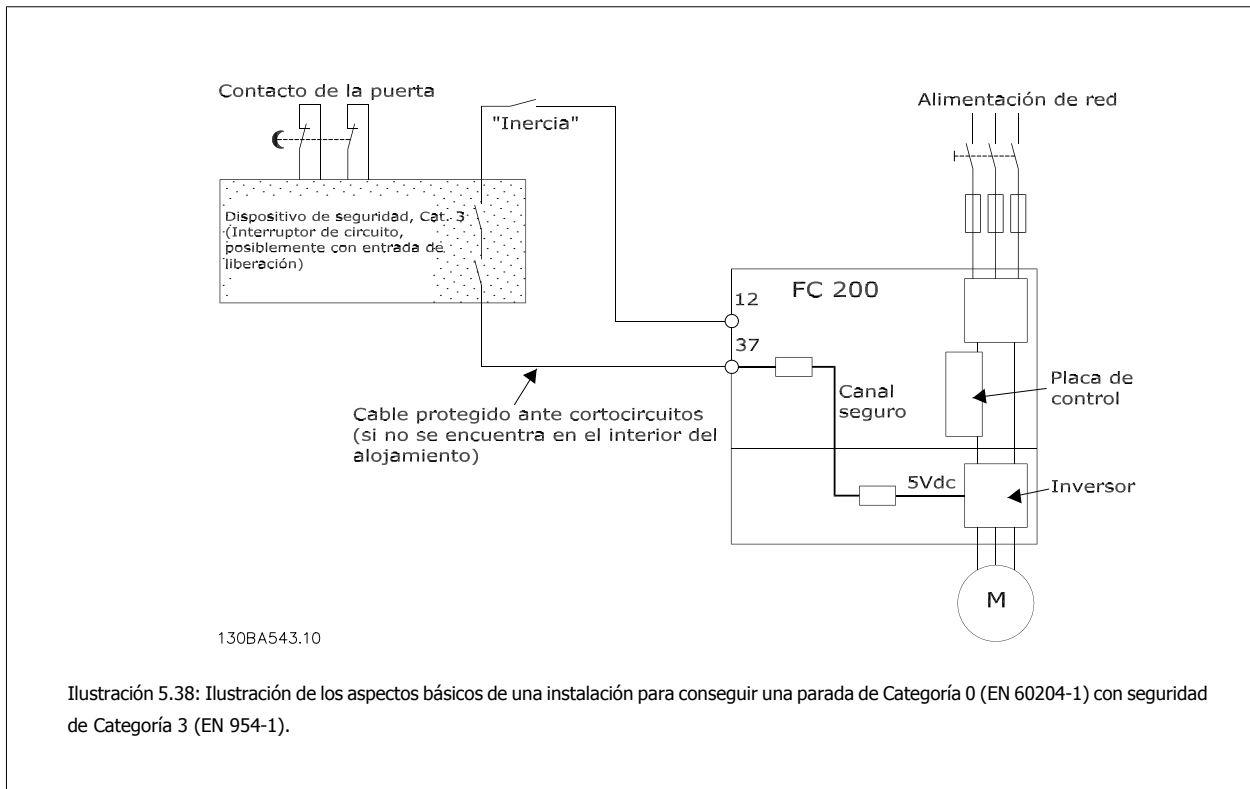 Contacto de la puerta
"Inercia"
Alimentación de red
Dispositivo de seguridad, Cat. 3
(Interruptor de circuito,
posiblemente con entrada de
liberación)
FC 200
12
37
Canal
seguro
Placa de
control
Cable protegido ante cortocircuitos
(si no se encuentra en el interior del
alojamiento)
5Vdc
Inversor
M
130BA543.10
Ilustración 5.38: Ilustración de los aspectos básicos de una instalación para conseguir una parada de Categoría 0 (EN 60204-1) con seguridad
de Categoría 3 (EN 954-1).